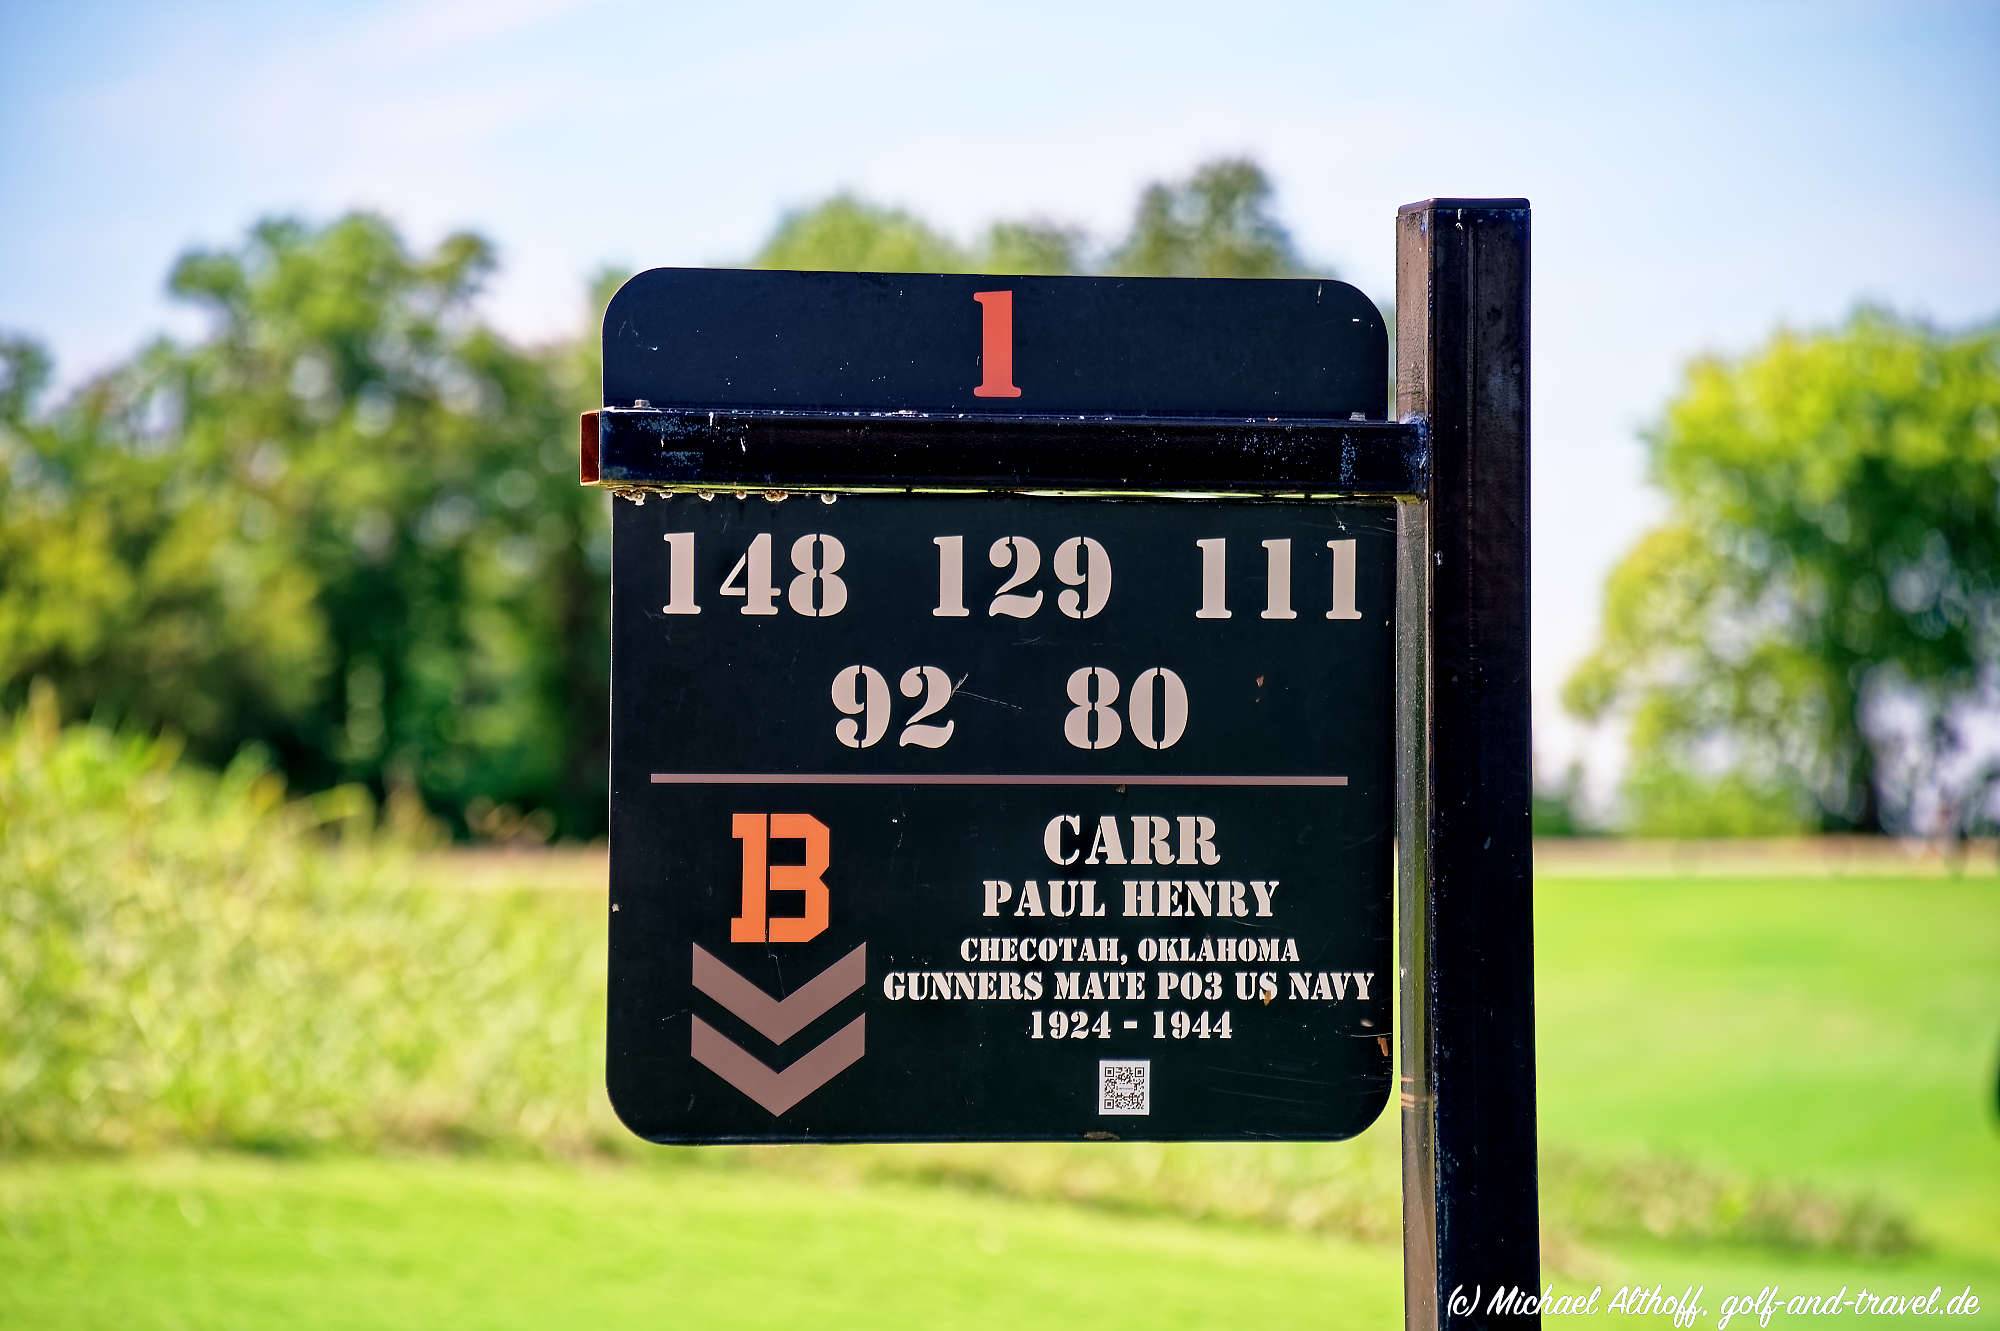 1
148 129 111
92 80
B
CARR
PAUL HENRY
CHECOTAH, OKLAHOMA
GUNNERS MATE PO3 US NAVY
1924 - 1944
(c) Michael Althoff, golf-and-travel.de